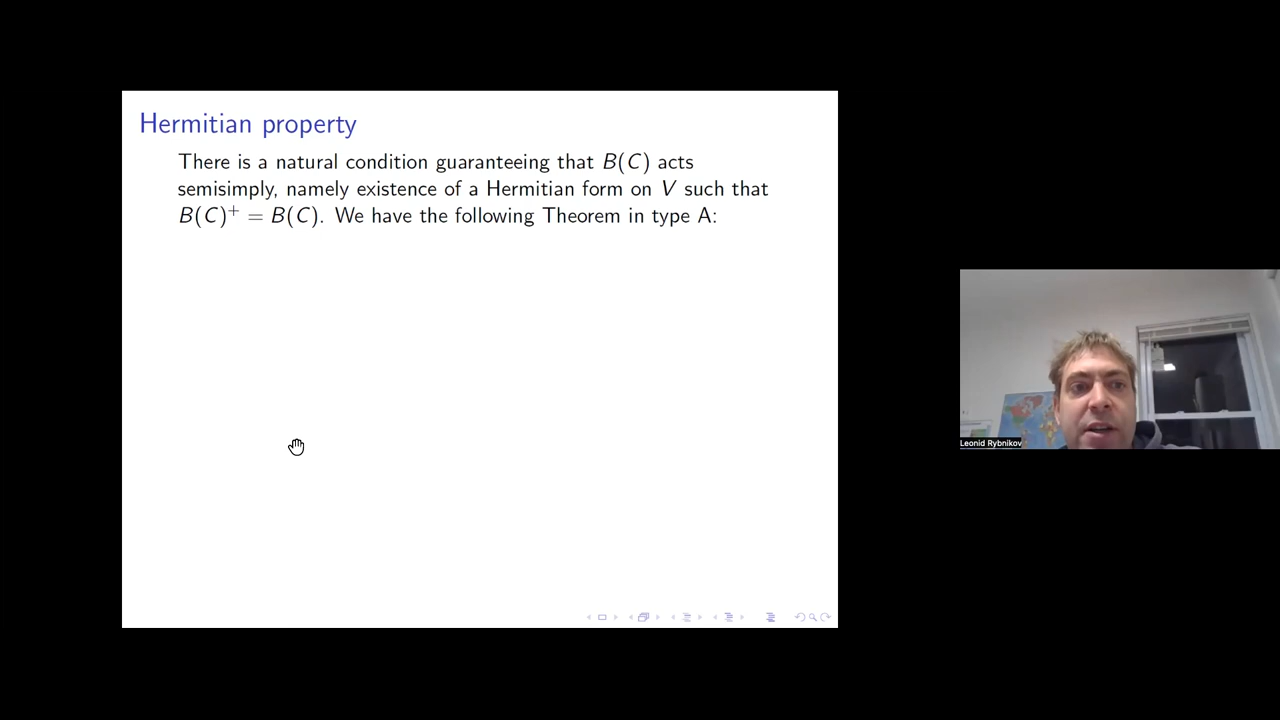 Hermitian property
There is a natural condition guaranteeing that B(C) acts
semisimply, namely existence of a Hermitian form on V such that
B(C)⁺ = B(C). We have the following Theorem in type A:
Leonid Rybnikov